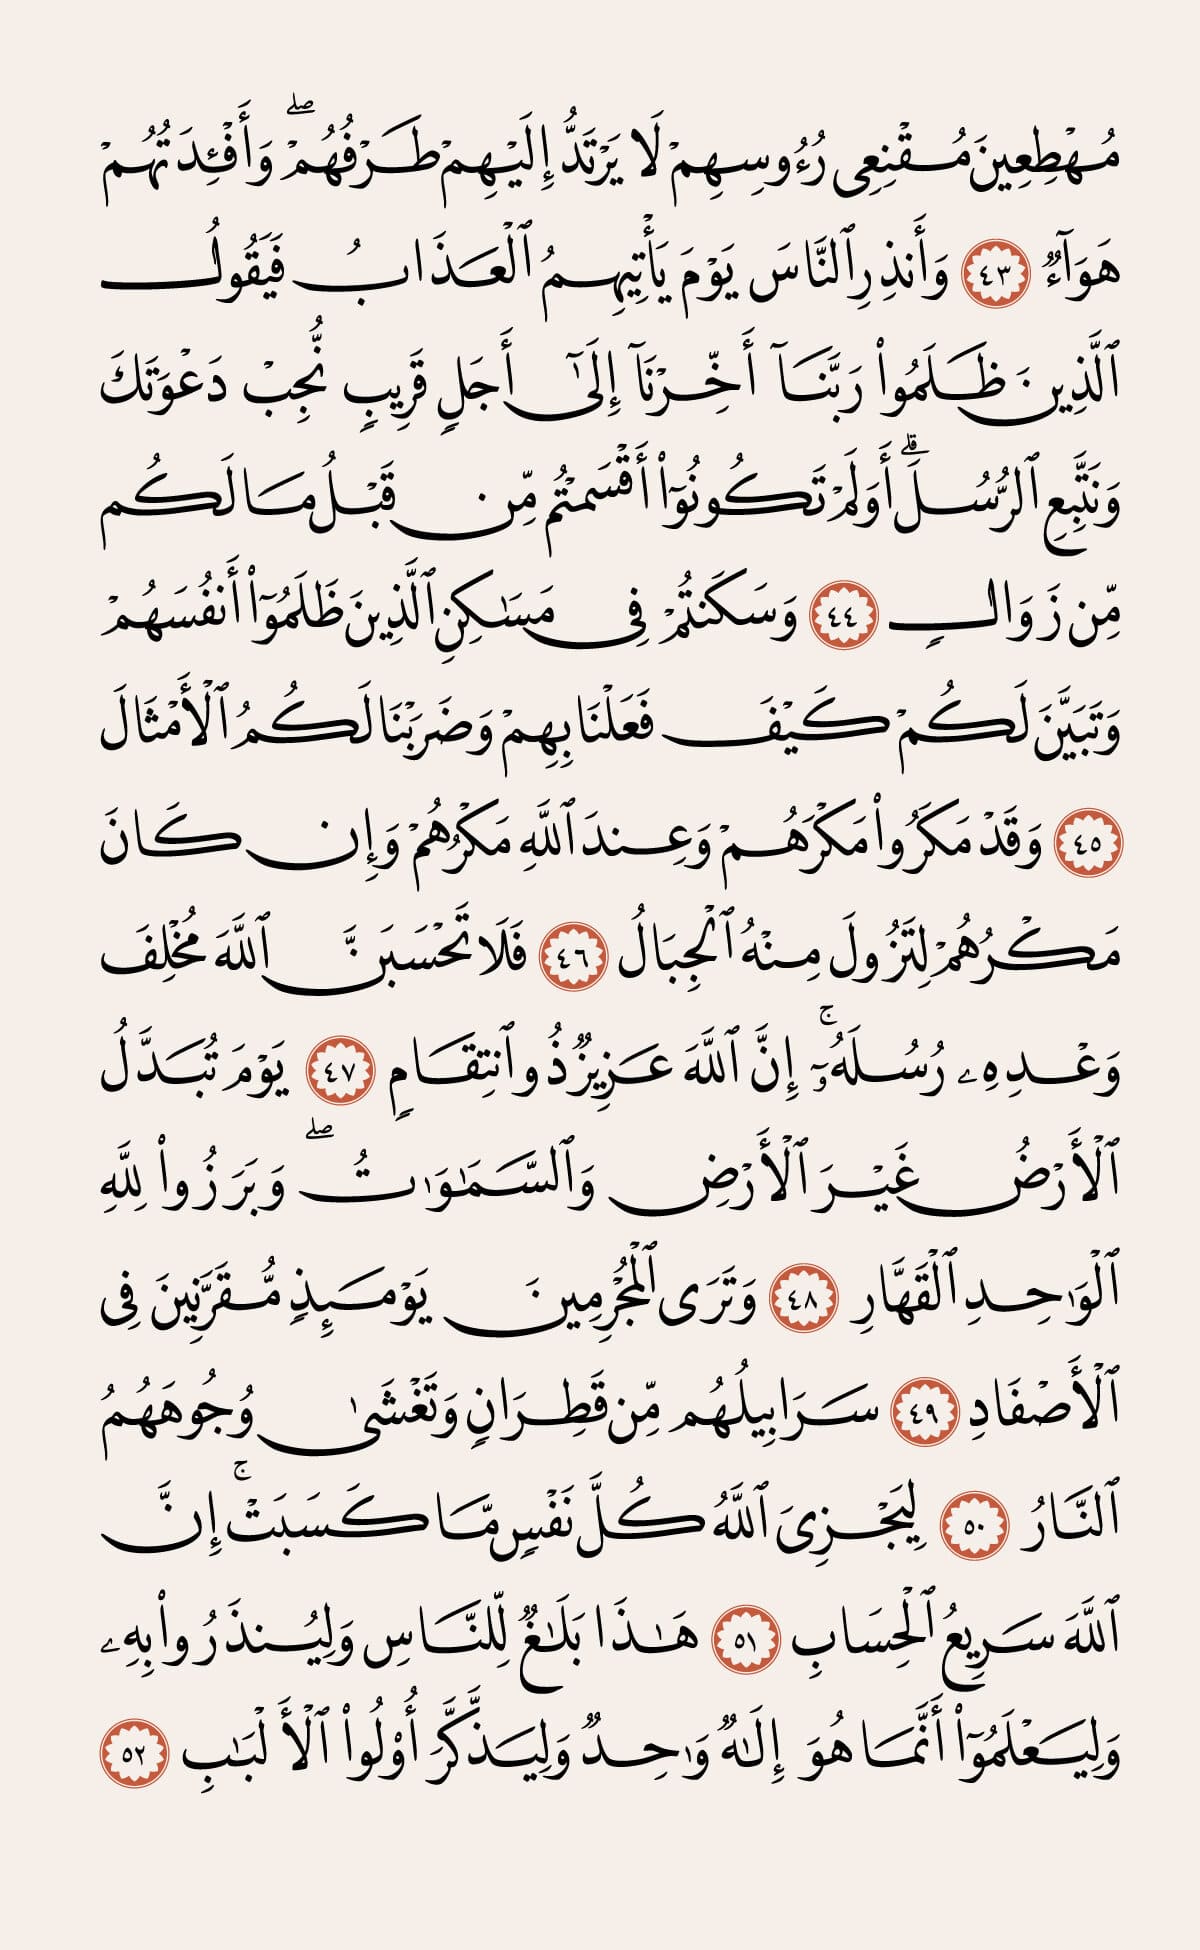 مُهْطِعِينَ مُقْنِعِى رُءُوسِهِمْ لَا يَرْتَدُّ إِلَيْهِمْ طَرْفُهُمْ ۖ وَأَفْـِٔدَتُهُمْ
هَوَآءٌ ٤٣ وَأَنذِرِ ٱلنَّاسَ يَوْمَ يَأْتِيهِمُ ٱلْعَذَابُ فَيَقُولُ
ٱلَّذِينَ ظَلَمُوا۟ رَبَّنَآ أَخِّرْنَآ إِلَىٰٓ أَجَلٍ قَرِيبٍ نُّجِبْ دَعْوَتَكَ
وَنَتَّبِعِ ٱلرُّسُلَ ۗ أَوَلَمْ تَكُونُوٓا۟ أَقْسَمْتُم مِّن قَبْلُ مَا لَكُم
مِّن زَوَالٍ ٤٤ وَسَكَنتُمْ فِى مَسَـٰكِنِ ٱلَّذِينَ ظَلَمُوٓا۟ أَنفُسَهُمْ
وَتَبَيَّنَ لَكُمْ كَيْفَ فَعَلْنَا بِهِمْ وَضَرَبْنَا لَكُمُ ٱلْأَمْثَالَ
٤٥ وَقَدْ مَكَرُوا۟ مَكْرَهُمْ وَعِندَ ٱللَّهِ مَكْرُهُمْ وَإِن كَانَ
مَكْرُهُمْ لِتَزُولَ مِنْهُ ٱلْجِبَالُ ٤٦ فَلَا تَحْسَبَنَّ ٱللَّهَ مُخْلِفَ
وَعْدِهِۦ رُسُلَهُۥٓ ۚ إِنَّ ٱللَّهَ عَزِيزٌ ذُو ٱنتِقَامٍ ٤٧ يَوْمَ تُبَدَّلُ
ٱلْأَرْضُ غَيْرَ ٱلْأَرْضِ وَٱلسَّمَـٰوَٰتُ ۖ وَبَرَزُوا۟ لِلَّهِ
ٱلْوَٰحِدِ ٱلْقَهَّارِ ٤٨ وَتَرَى ٱلْمُجْرِمِينَ يَوْمَئِذٍ مُّقَرَّنِينَ فِى
ٱلْأَصْفَادِ ٤٩ سَرَابِيلُهُم مِّن قَطِرَانٍ وَتَغْشَىٰ وُجُوهَهُمُ
ٱلنَّارُ ٥٠ لِيَجْزِىَ ٱللَّهُ كُلَّ نَفْسٍ مَّا كَسَبَتْ ۚ إِنَّ
ٱللَّهَ سَرِيعُ ٱلْحِسَابِ ٥١ هَـٰذَا بَلَـٰغٌ لِّلنَّاسِ وَلِيُنذَرُوا۟ بِهِۦ
وَلِيَعْلَمُوٓا۟ أَنَّمَا هُوَ إِلَـٰهٌ وَٰحِدٌ وَلِيَذَّكَّرَ أُو۟لُوا۟ ٱلْأَلْبَـٰبِ ٥٢